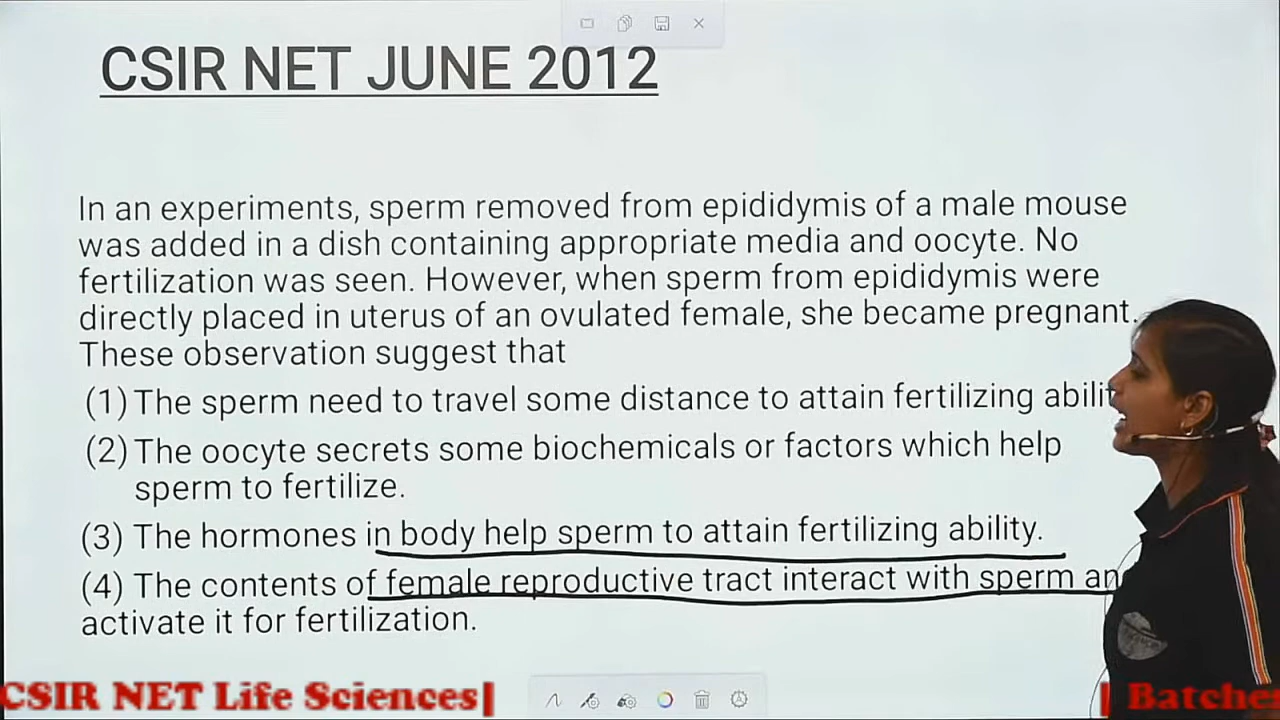 CSIR NET JUNE 2012
In an experiments, sperm removed from epididymis of a male mouse
was added in a dish containing appropriate media and oocyte. No
fertilization was seen. However, when sperm from epididymis were
directly placed in uterus of an ovulated female, she became pregnant.
These observation suggest that
(1) The sperm need to travel some distance to attain fertilizing
(2) The oocyte secrets some biochemicals or factors which help
sperm to fertilize.
(3) The hormones in body help sperm to attain fertilizing ability.
(4) The contents of female reproductive tract interact with sperm
activate it for fertilization.
CSIR NET Life Sciences|
|